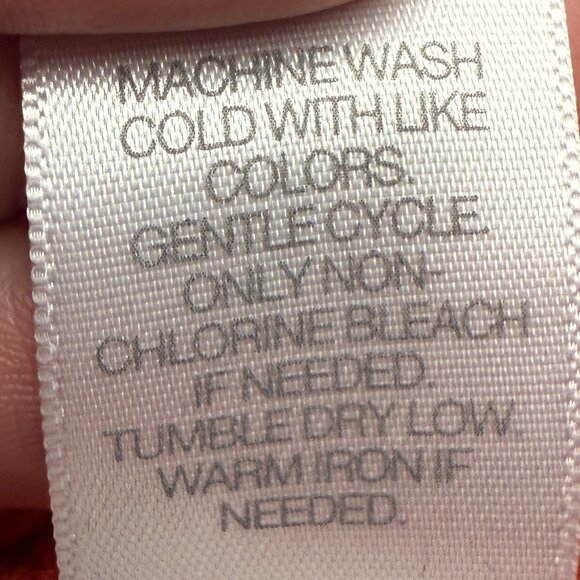 MACHINE WASH
COLD WITH LIKE
COLORS.
GENTLE CYCLE.
ONLY NON-
CHLORINE BLEACH
IF NEEDED.
TUMBLE DRY LOW.
WARM IRON IF
NEEDED.